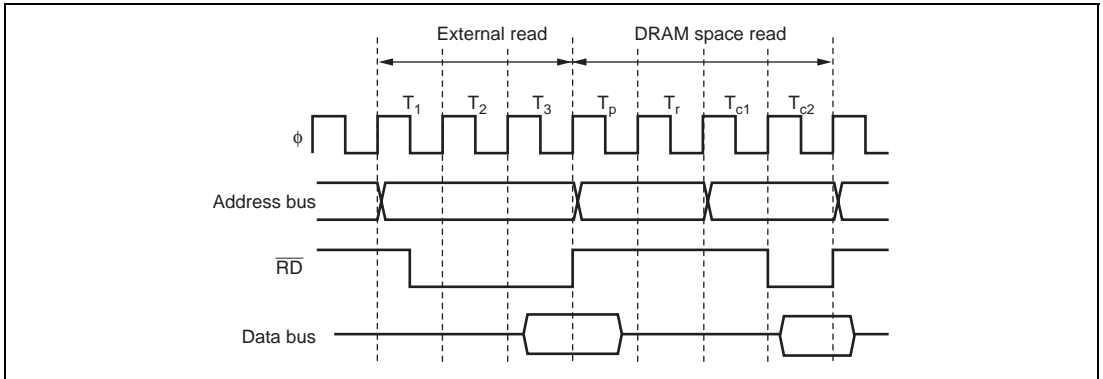 External read DRAM space read
T1 T2 T3 Tp Tr Tc1 Tc2
ϕ
Address bus
RD
Data bus